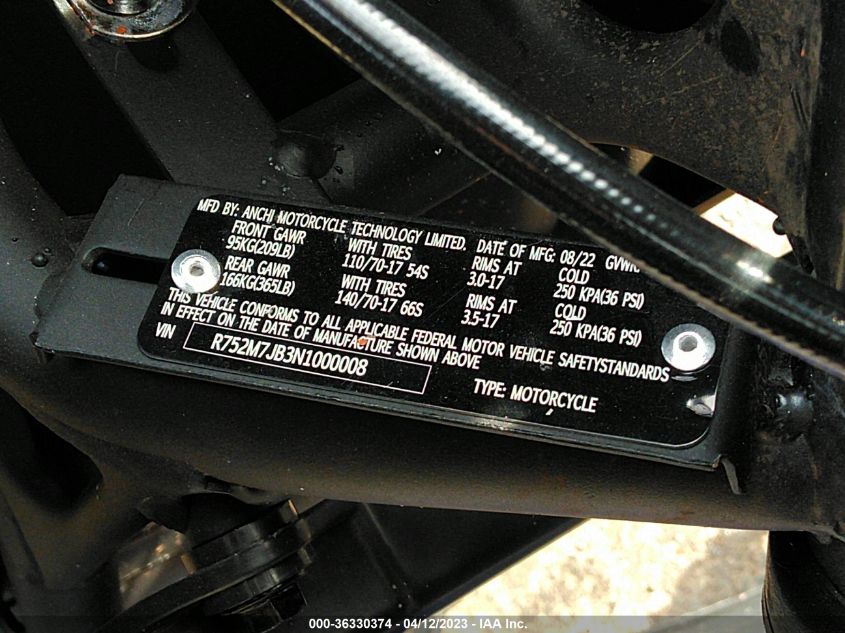 MFD BY: ANCHI MOTORCYCLE TECHNOLOGY LIMITED. DATE OF MFG: 08/22
FRONT GAWR WITH TIRES RIMS AT COLD
95KG(209LB) 110/70-17 54S 3.0-17 250 KPA(36 PSI)
REAR GAWR WITH TIRES RIMS AT COLD
166KG(365LB) 140/70-17 66S 3.5-17 250 KPA(36 PSI)
THIS VEHICLE CONFORMS TO ALL APPLICABLE FEDERAL MOTOR VEHICLE SAFETYSTANDARDS
IN EFFECT ON THE DATE OF MANUFACTURE SHOWN ABOVE
VIN R752M7JB3N1000008 TYPE: MOTORCYCLE
000-36330374 - 04/12/2023 - IAA Inc.